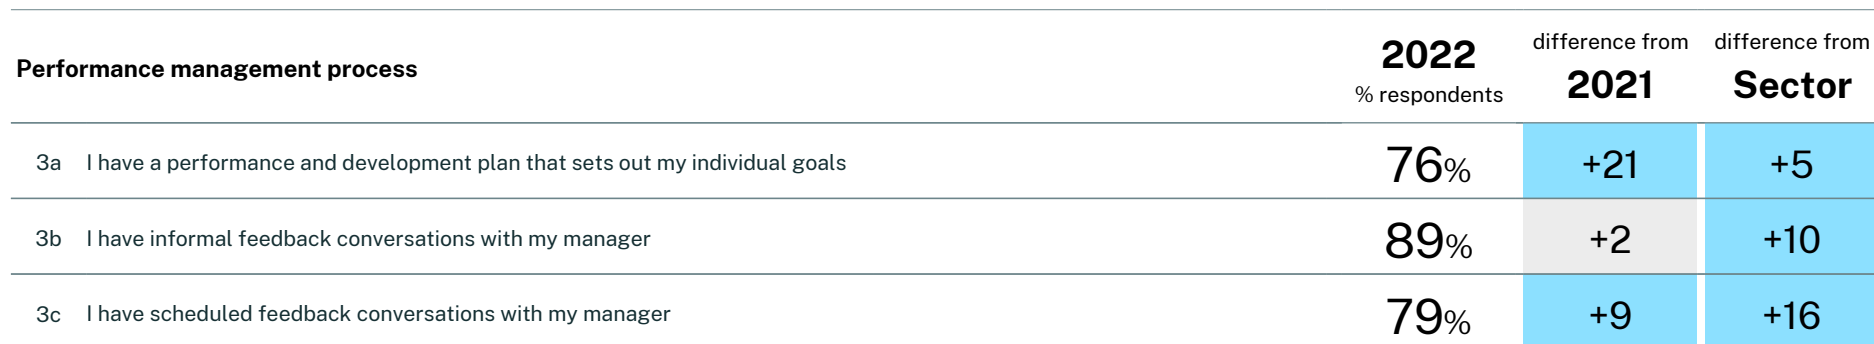 Performance management process 2022 % respondents difference from 2021 difference from Sector
3a I have a performance and development plan that sets out my individual goals 76% +21 +5
3b I have informal feedback conversations with my manager 89% +2 +10
3c I have scheduled feedback conversations with my manager 79% +9 +16